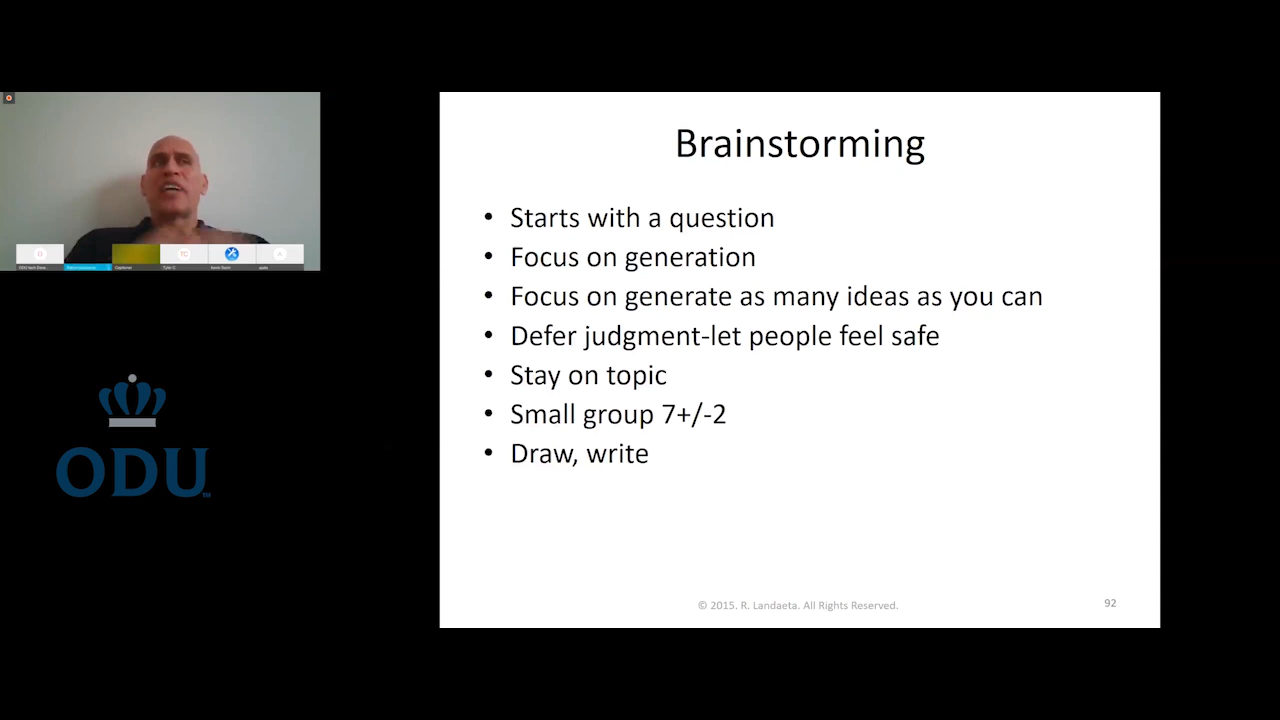 Brainstorming
• Starts with a question
• Focus on generation
• Focus on generate as many ideas as you can
• Defer judgment-let people feel safe
• Stay on topic
• Small group 7+/-2
• Draw, write
© 2015. R. Landaeta. All Rights Reserved.
92
TC
ODU
TM